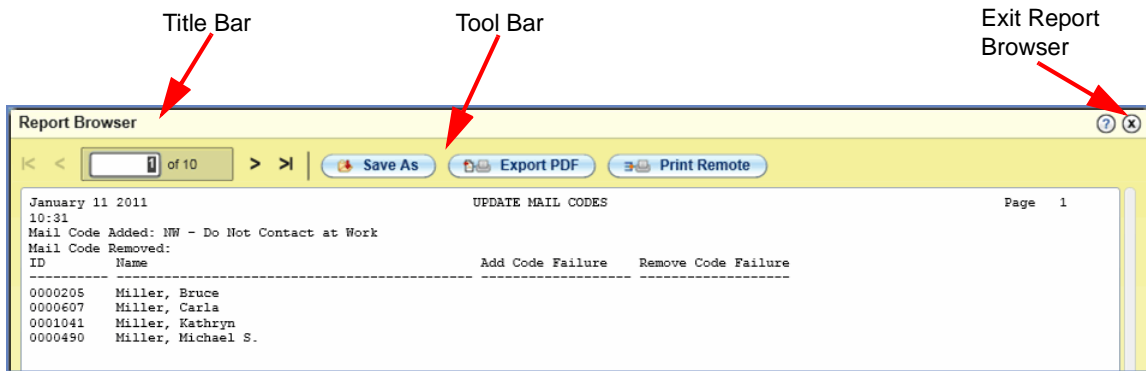 Title Bar
Tool Bar
Exit Report
Browser
Report Browser
?
x
|< < 1 of 10 > >| Save As Export PDF Print Remote
January 11 2011 UPDATE MAIL CODES Page 1
10:31
Mail Code Added: NW - Do Not Contact at Work
Mail Code Removed:
ID Name Add Code Failure Remove Code Failure
---------- --------------------------------------------- ------------------- -------------------
0000205 Miller, Bruce
0000607 Miller, Carla
0001041 Miller, Kathryn
0000490 Miller, Michael S.